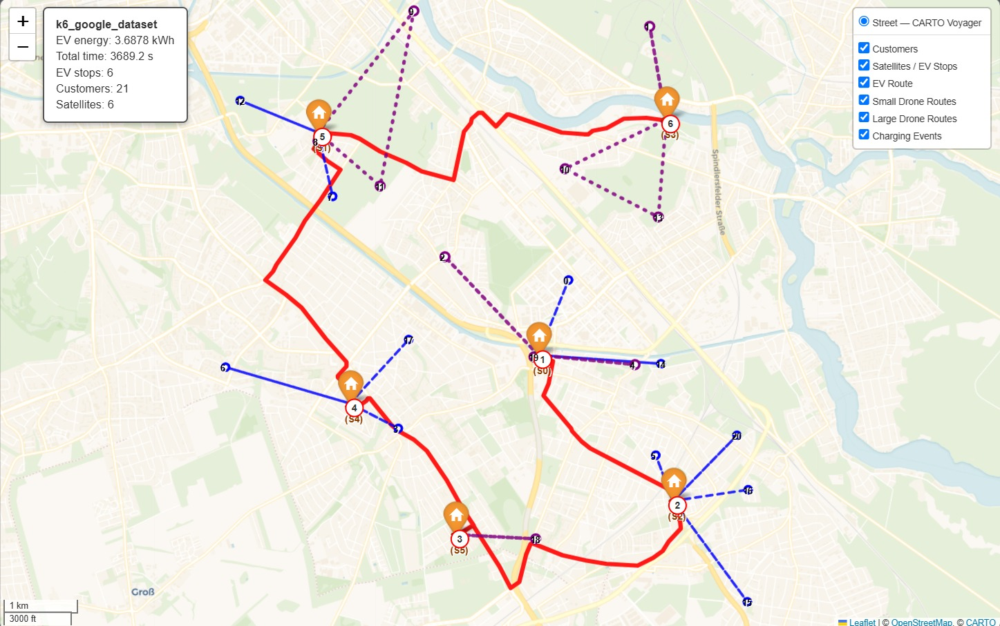 +
−
k6_google_dataset
EV energy: 3.6878 kWh
Total time: 3689.2 s
EV stops: 6
Customers: 21
Satellites: 6
Street — CARTO Voyager
Customers
Satellites / EV Stops
EV Route
Small Drone Routes
Large Drone Routes
Charging Events
9
1
12
5
8
(S1)
6
(S3)
10
11
7
13
Spindlersfelder Straße
2
0
17
19
1
(S0)
4
14
6
4
(S4)
3
20
5
16
2
(S2)
3
(S5)
18
15
Groß
1 km
3000 ft
Leaflet | © OpenStreetMap, © CARTO